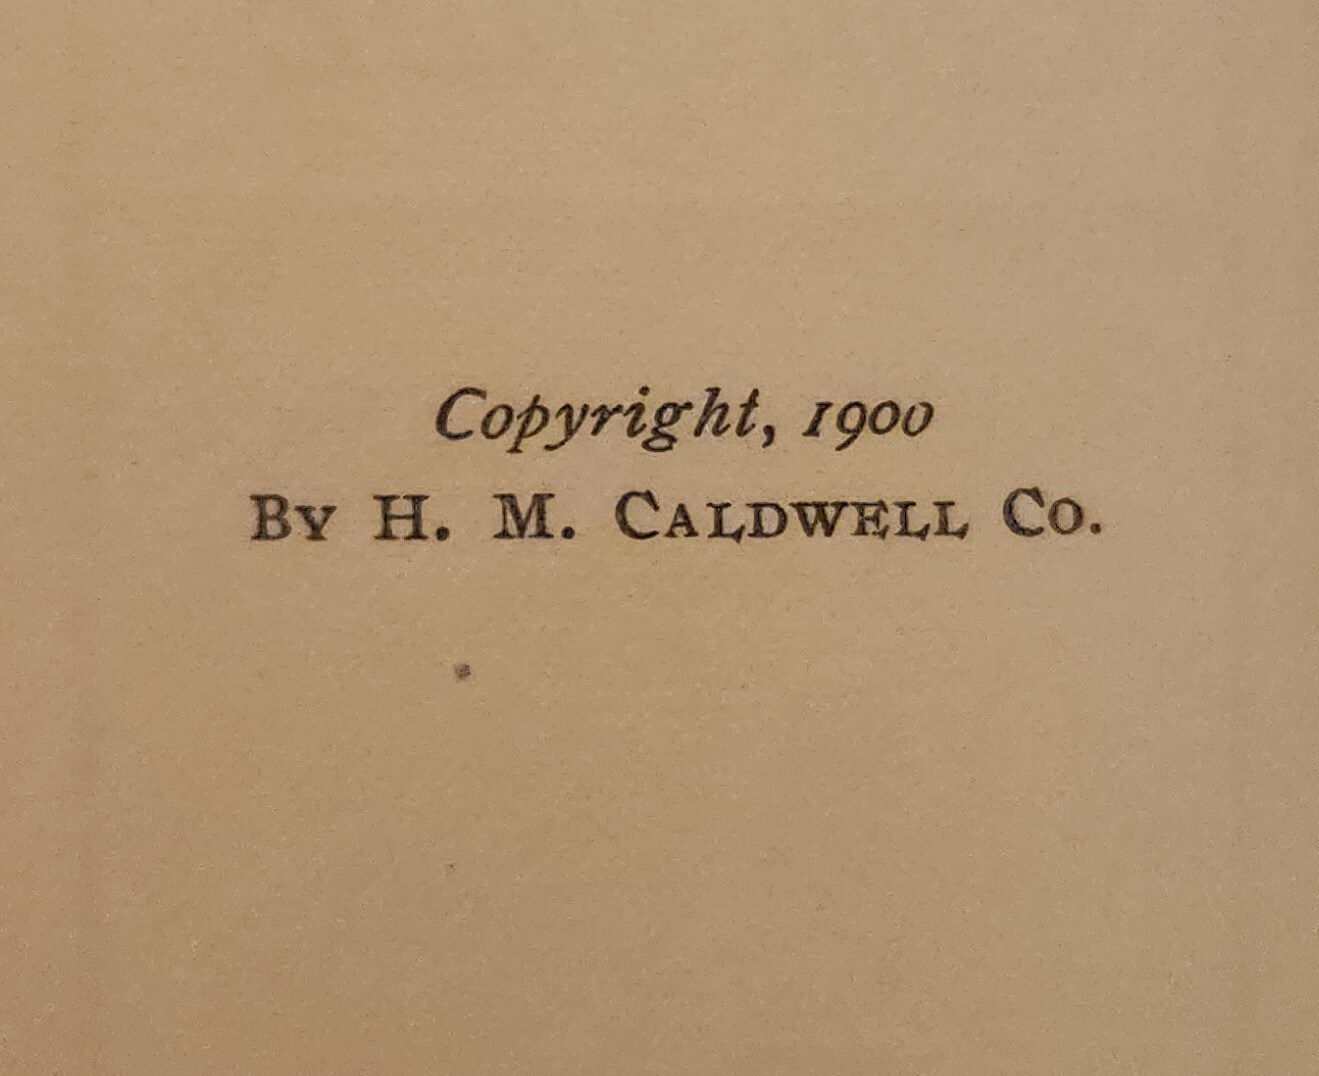 Copyright, 1900
By H. M. Caldwell Co.